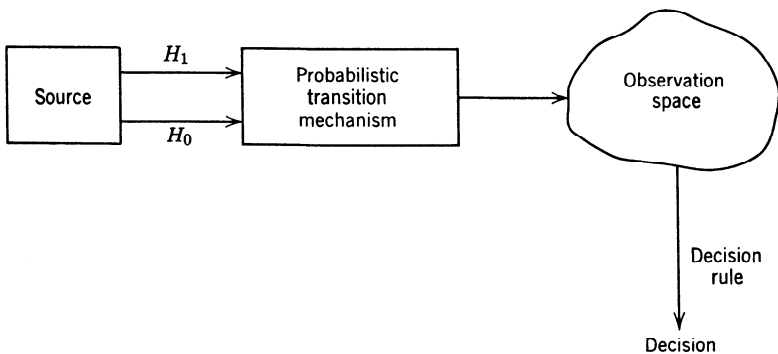 Source
H₁
H₀
Probabilistic
transition
mechanism
Observation
space
Decision
rule
Decision